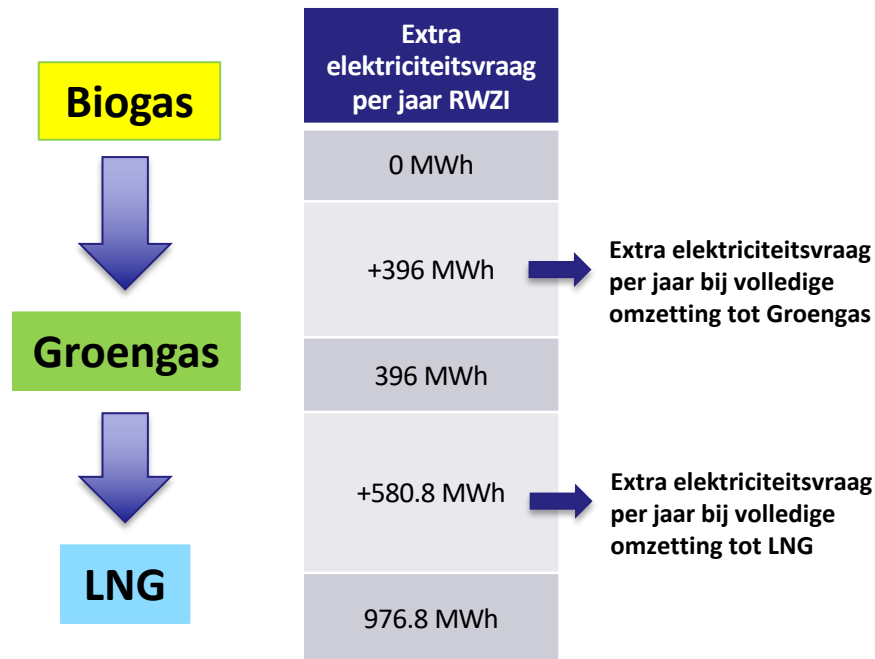 Extra
elektriciteitsvraag
per jaar RWZI
Biogas
0 MWh
+396 MWh
Extra elektriciteitsvraag
per jaar bij volledige
omzetting tot Groengas
Groengas
396 MWh
+580.8 MWh
Extra elektriciteitsvraag
per jaar bij volledige
omzetting tot LNG
LNG
976.8 MWh